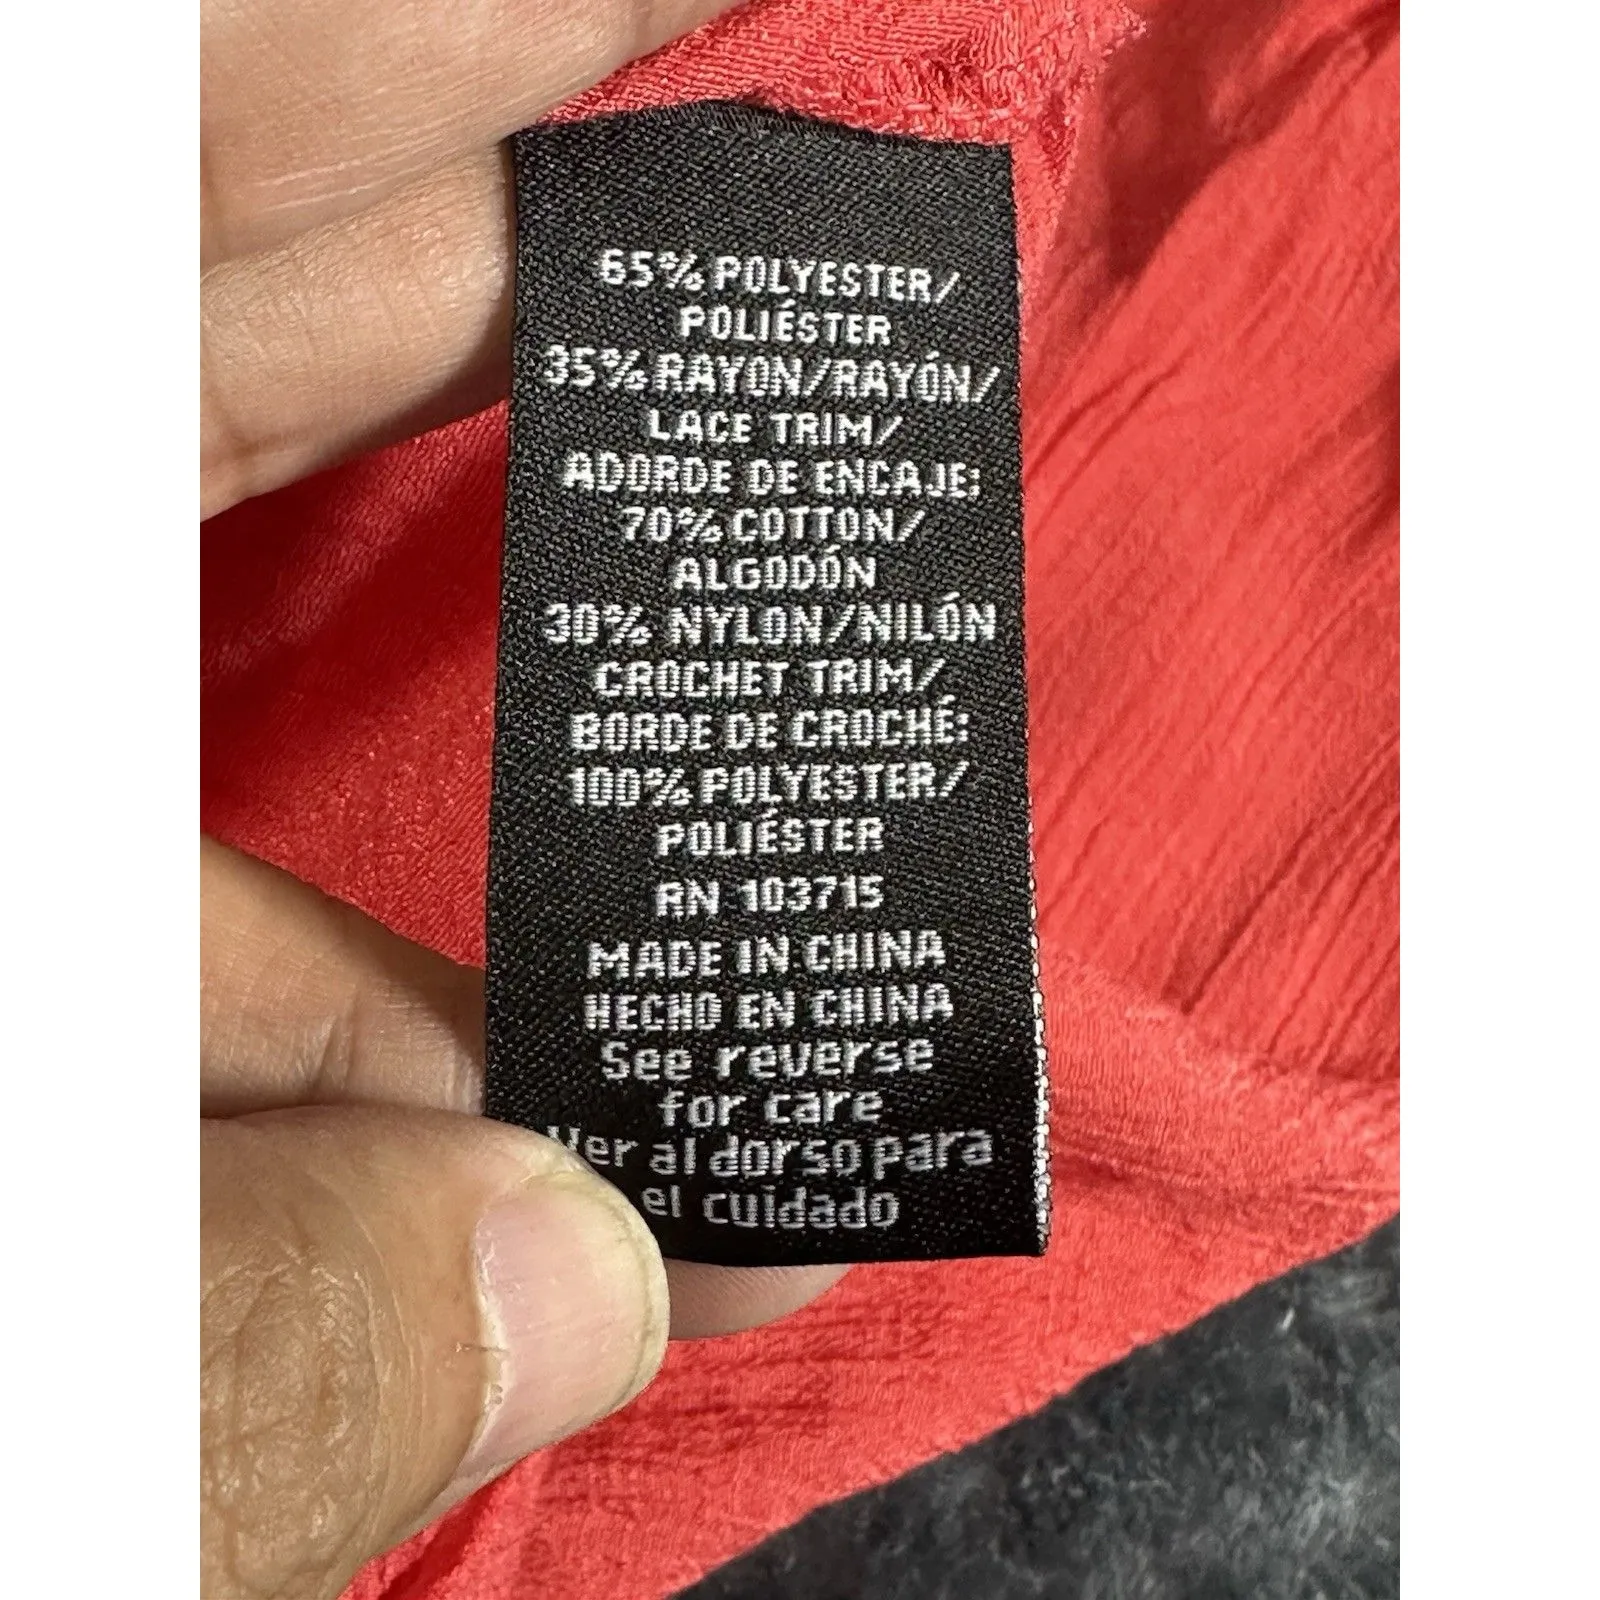 65% POLYESTER/
POLIÉSTER
35% RAYON/RAYÓN/
LACE TRIM/
ADORDE DE ENCAJE:
70% COTTON/
ALGODÓN
30% NYLON/NILÓN
CROCHET TRIM/
BORDE DE CROCHÉ:
100% POLYESTER/
POLIÉSTER
RN 103715
MADE IN CHINA
HECHO EN CHINA
See reverse
for care
Ver al dorso para
el cuidado